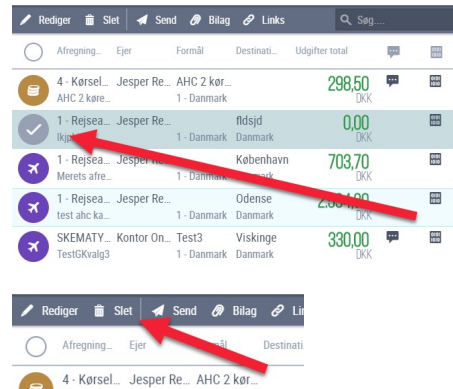 Rediger Slet Send Bilag Links Søg....
Afregning... Ejer Formål Destinati... Udgifter total
4 - Kørsel... Jesper Re... AHC 2 kør... 298,50
AHC 2 køre... 1 - Danmark DKK
1 - Rejsea... Jesper Re... fldsjd 0,00
1 - Danmark Danmark DKK
1 - Rejsea... Jesper Re... København 703,70
Merets afre... 1 - Danmark Danmark DKK
1 - Rejsea... Jesper Re... Odense
test ahc ka... 1 - Danmark Danmark DKK
SKEMATY... Kontor On... Test3 Viskinge 330,00
TestGKvalg3 1 - Danmark Danmark DKK
Rediger Slet Send Bilag
Afregning... Ejer Destinati
4 - Kørsel... Jesper Re... AHC 2 kør...